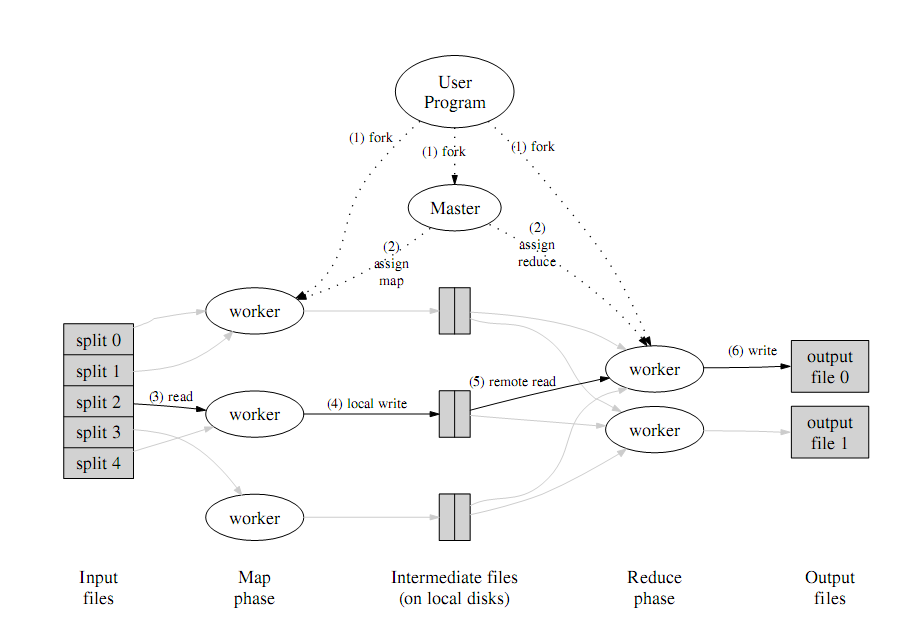 User
Program
(1) fork
(1) fork
(1) fork
Master
(2)
assign
map
(2)
assign
reduce
worker
split 0
split 1
split 2
split 3
split 4
(3) read
worker
(4) local write
(5) remote read
worker
worker
(6) write
output
file 0
worker
output
file 1
Input
files
Map
phase
Intermediate files
(on local disks)
Reduce
phase
Output
files